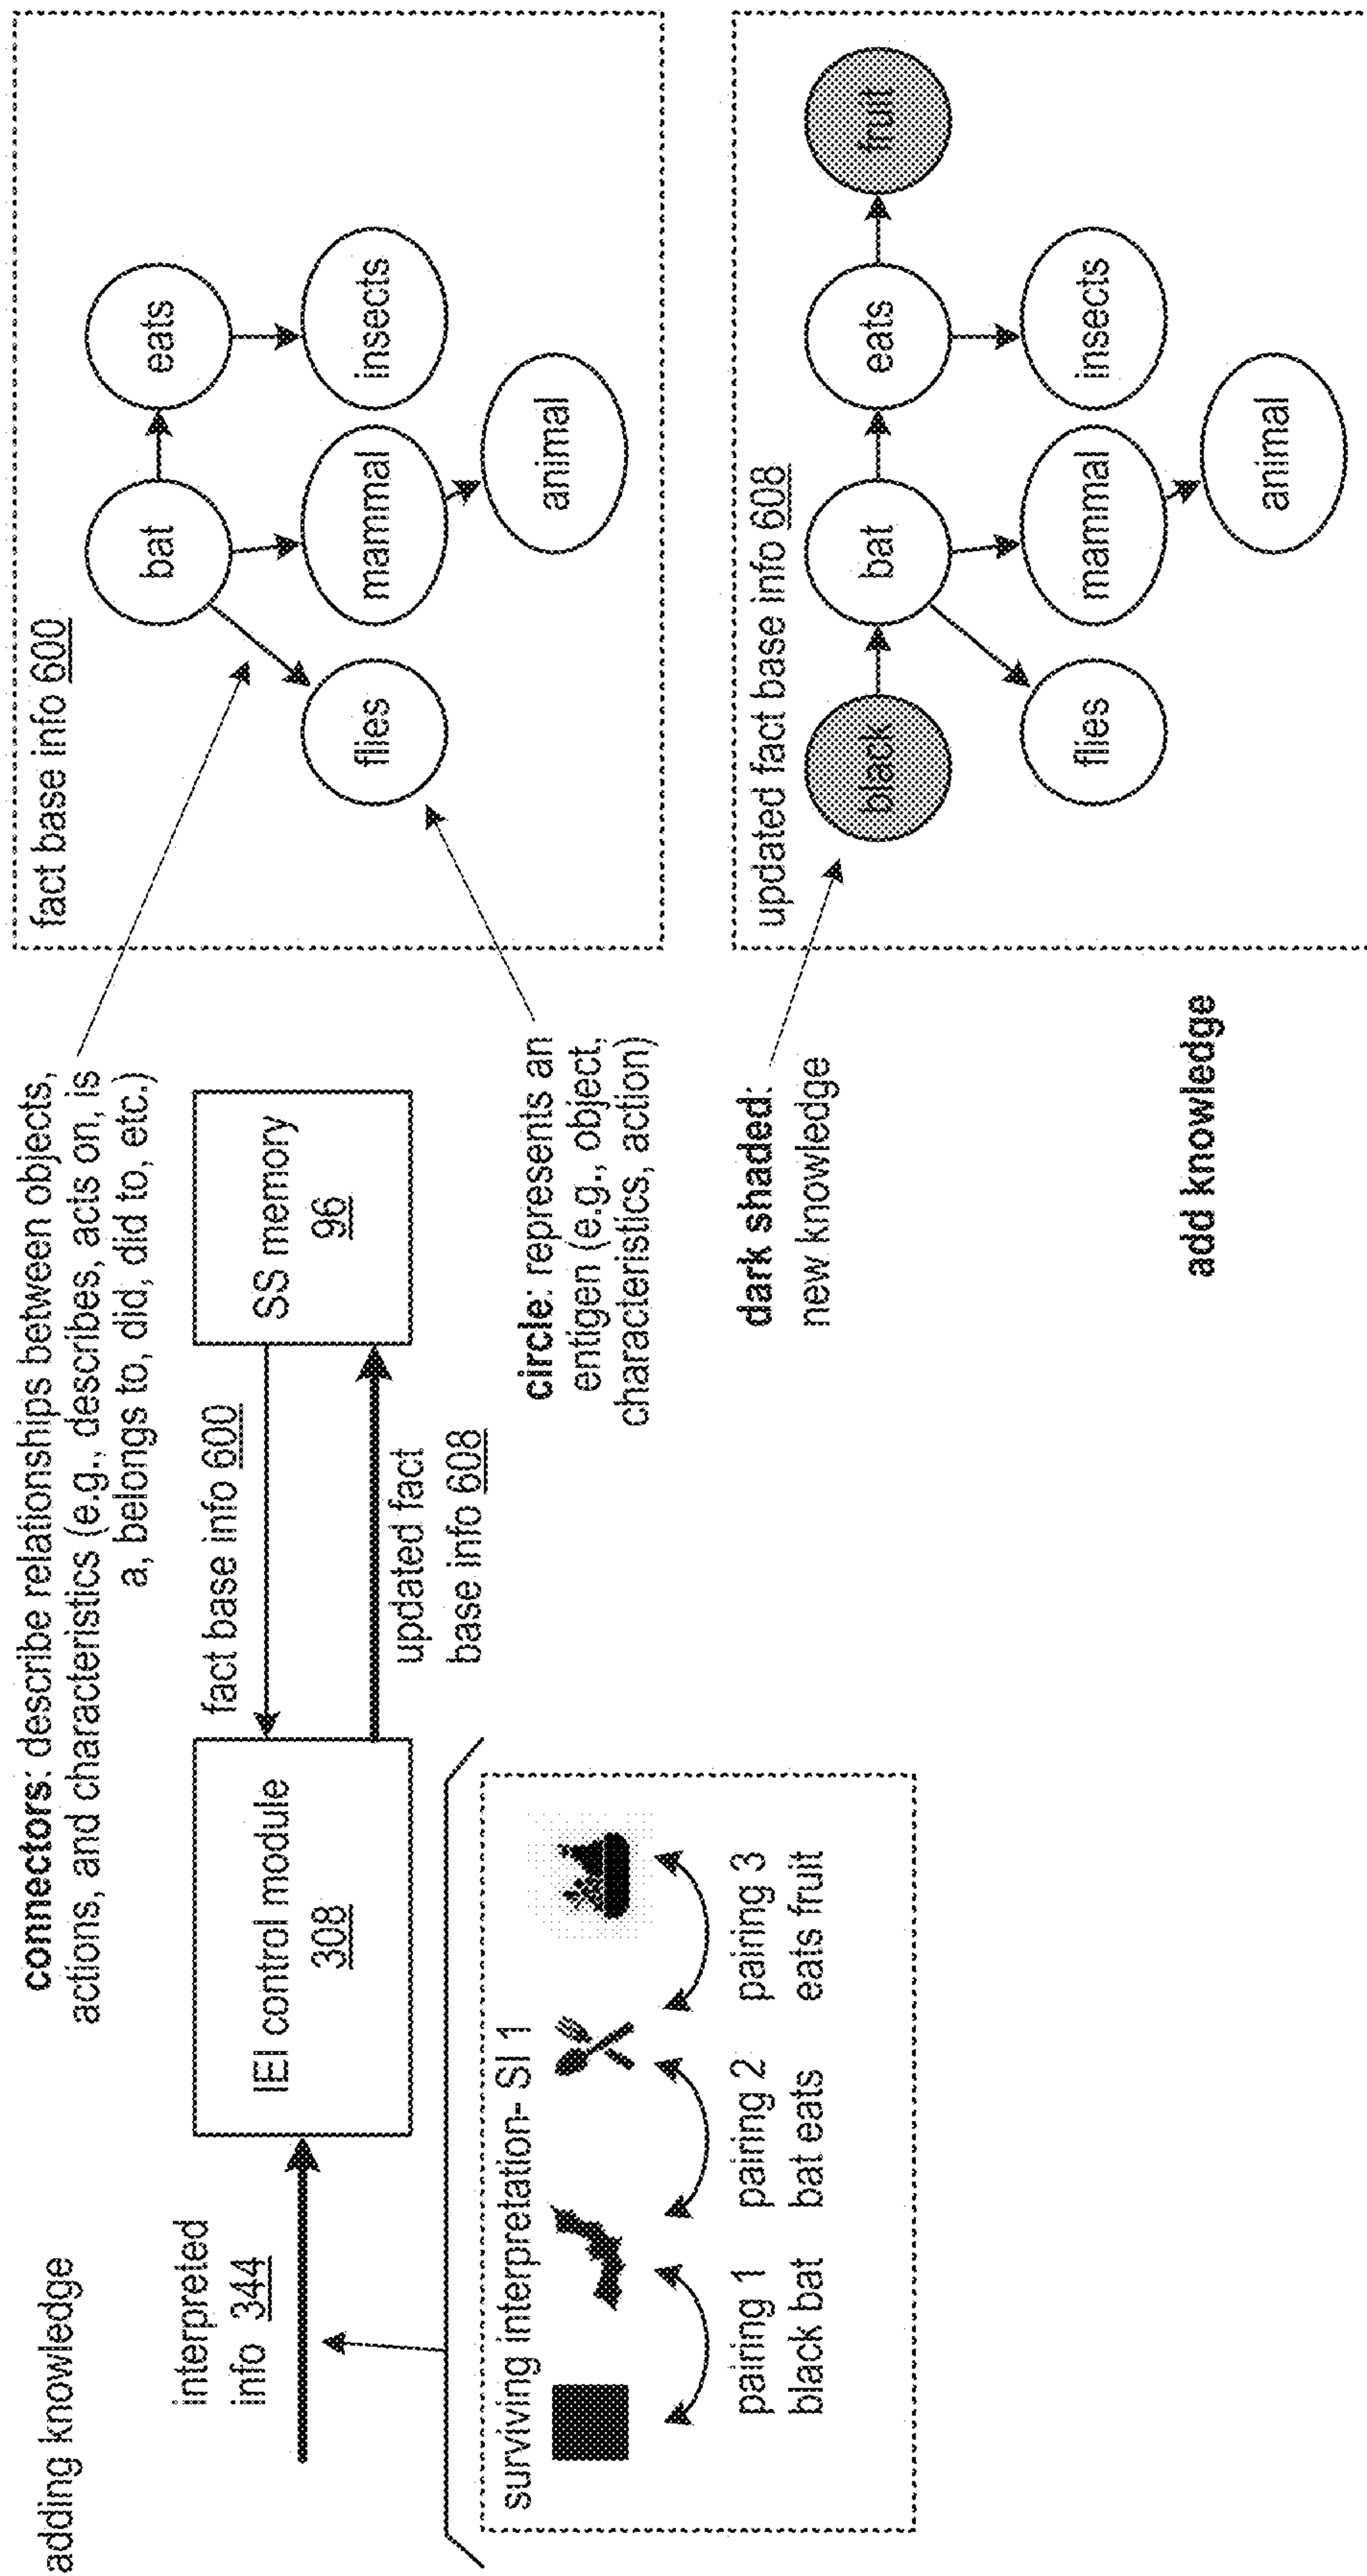 adding knowledge
connectors: describe relationships between objects,
actions, and characteristics (e.g., describes, acts on, is
a, belongs to, did, did to, etc.)
interpreted
info 344
IEI control module
308
fact base info 600
updated fact
base info 608
SS memory
96
surviving interpretation- SI 1
pairing 1
black bat
pairing 2
bat eats
pairing 3
eats fruit
circle: represents an
entigen (e.g., object,
characteristics, action)
dark shaded:
new knowledge
add knowledge
fact base info 600
bat
eats
flies
mammal
insects
animal
updated fact base info 608
black
bat
eats
fruit
flies
mammal
insects
animal